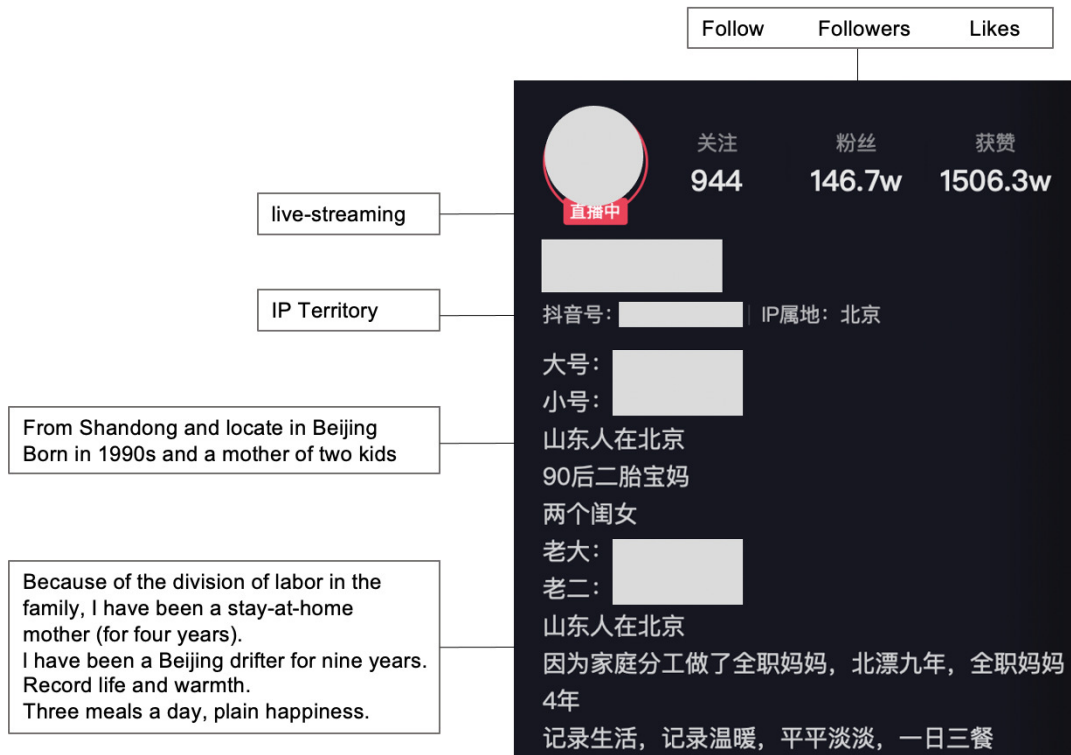 Follow Followers Likes
关注 粉丝 获赞
944 146.7w 1506.3w
直播中
live-streaming
抖音号： IP属地：北京
IP Territory
大号：
小号：
山东人在北京
90后二胎宝妈
两个闺女
From Shandong and locate in Beijing
Born in 1990s and a mother of two kids
老大：
老二：
山东人在北京
因为家庭分工做了全职妈妈，北漂九年，全职妈妈
4年
记录生活，记录温暖，平平淡淡，一日三餐
Because of the division of labor in the
family, I have been a stay-at-home
mother (for four years).
I have been a Beijing drifter for nine years.
Record life and warmth.
Three meals a day, plain happiness.